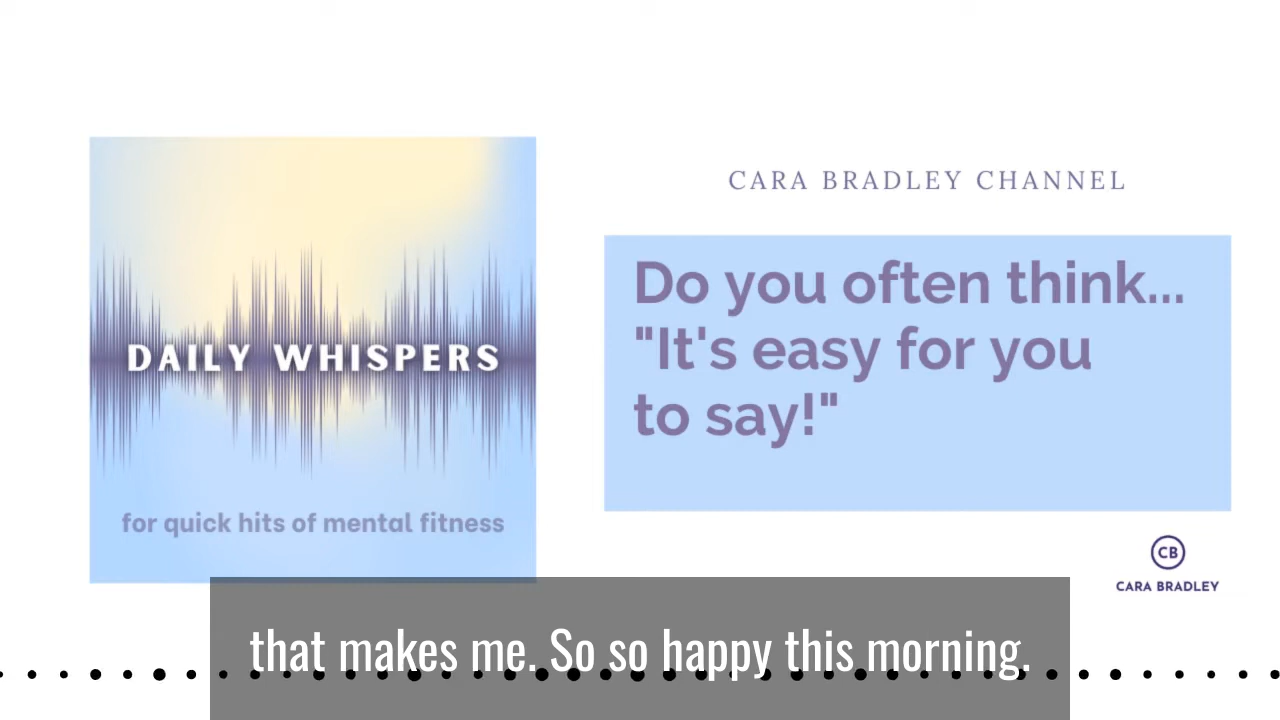 CARA BRADLEY CHANNEL
Do you often think...
"It's easy for you
to say!"
DAILY WHISPERS
for quick hits of mental fitness
CB
CARA BRADLEY
that makes me. So so happy this morning.